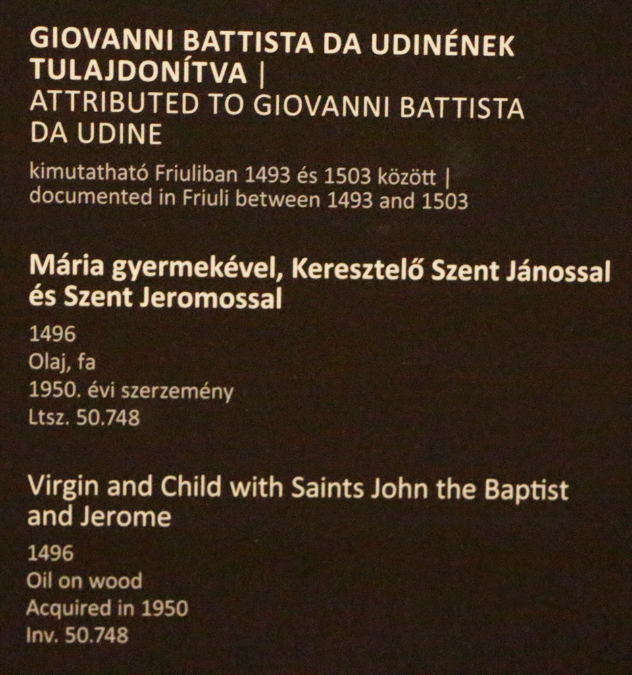 GIOVANNI BATTISTA DA UDINÉNEK
TULAJDONÍTVA |
ATTRIBUTED TO GIOVANNI BATTISTA
DA UDINE
kimutatható Friuliban 1493 és 1503 között |
documented in Friuli between 1493 and 1503
Mária gyermekével, Keresztelő Szent Jánossal
és Szent Jeromossal
1496
Olaj, fa
1950. évi szerzemény
Ltsz. 50.748
Virgin and Child with Saints John the Baptist
and Jerome
1496
Oil on wood
Acquired in 1950
Inv. 50.748